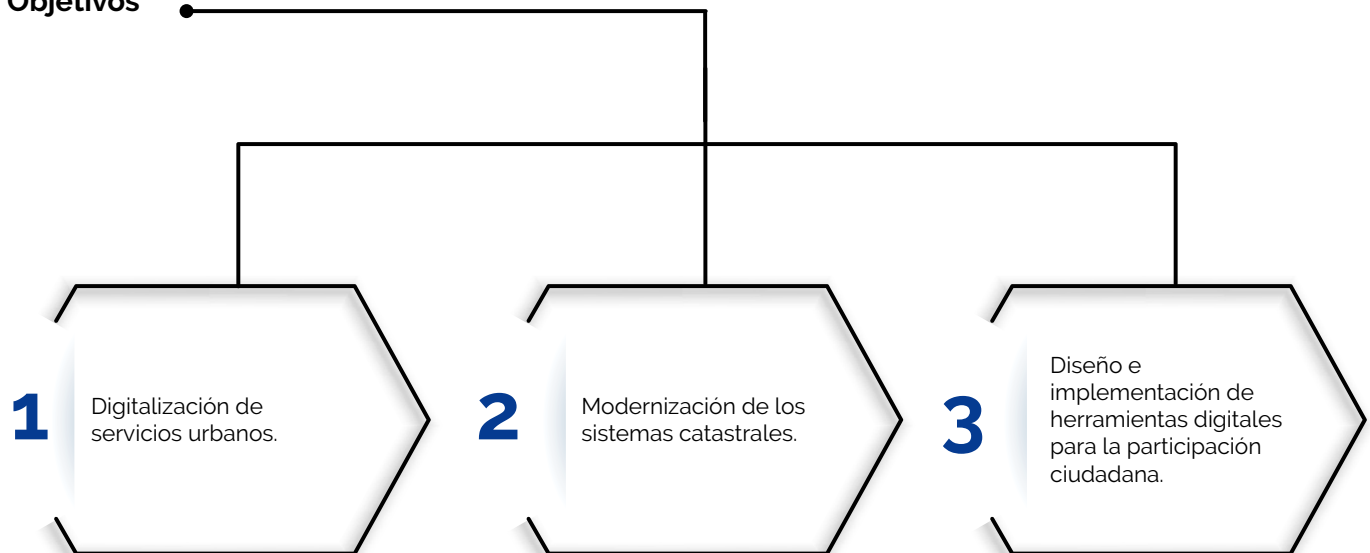 Objetivos
1
Digitalización de
servicios urbanos.
2
Modernización de los
sistemas catastrales.
3
Diseño e
implementación de
herramientas digitales
para la participación
ciudadana.